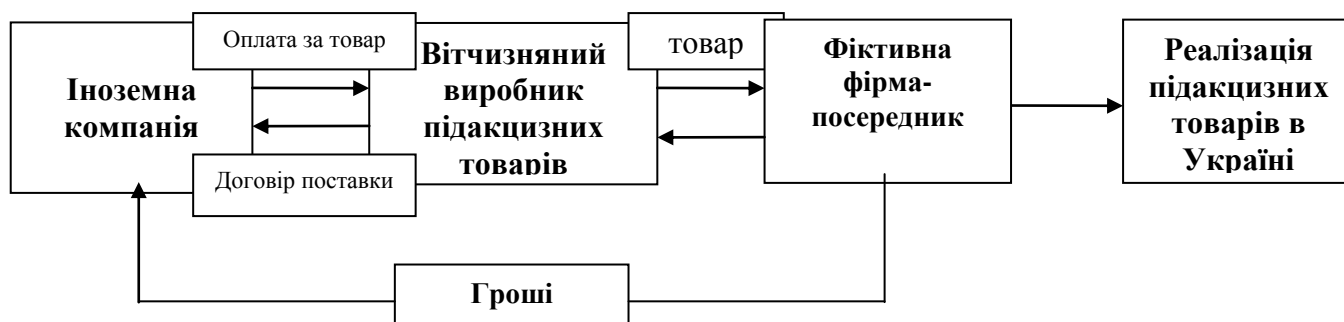 Іноземна
компанія
Оплата за товар
Договір поставки
Вітчизняний
виробник
підакцизних
товарів
товар
Фіктивна
фірма-
посередник
Реалізація
підакцизних
товарів в
Україні
Гроші